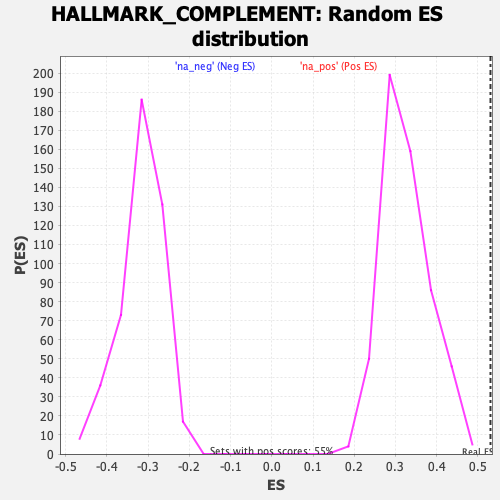 HALLMARK_COMPLEMENT: Random ES
distribution
'na_neg' (Neg ES) 'na_pos' (Pos ES)
P(ES)
200
190
180
170
160
150
140
130
120
110
100
90
80
70
60
50
40
30
20
10
0
Sets with pos scores: 55%
Real ES
-0.5 -0.4 -0.3 -0.2 -0.1 0.0 0.1 0.2 0.3 0.4 0.5
ES